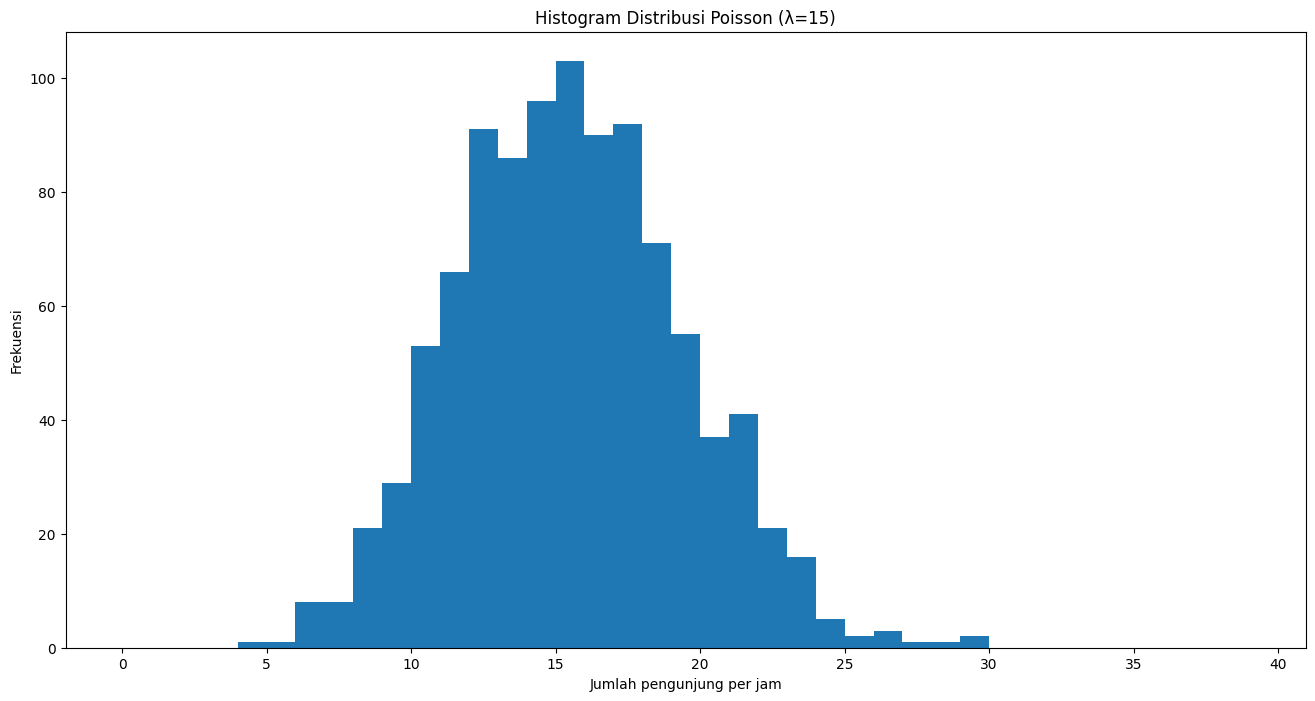 Histogram Distribusi Poisson (λ=15)
Frekuensi
100
80
60
40
20
0
0 5 10 15 20 25 30 35 40
Jumlah pengunjung per jam